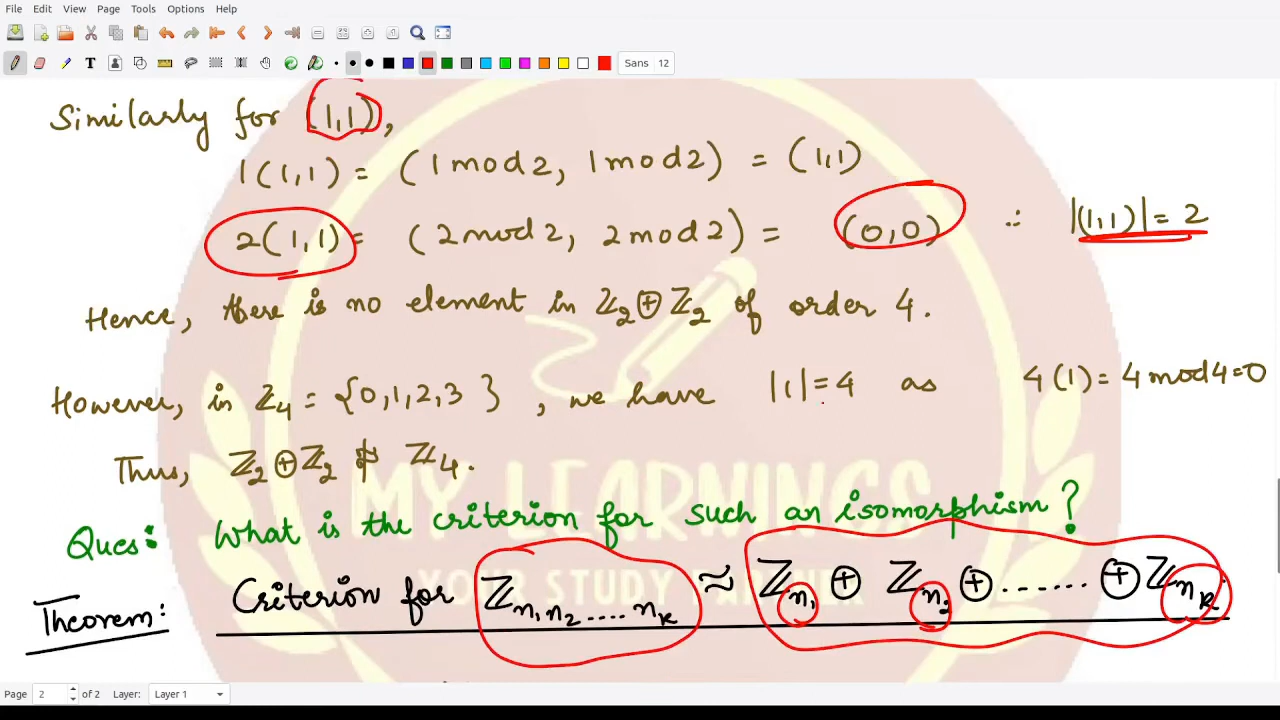 File Edit View Journal Page Tools Options Help
Sans 12
Similarly for (1,1),
1(1,1) = (1 mod 2, 1 mod 2) = (1,1)
2(1,1) = (2 mod 2, 2 mod 2) = (0,0) ∴ |(1,1)| = 2
Hence, there is no element in ℤ₂⊕ℤ₂ of order 4.
However, in ℤ₄ = {0,1,2,3}, we have |1| = 4 as 4(1) = 4 mod 4 = 0
Thus, ℤ₂⊕ℤ₂ ≉ ℤ₄.
MY LEARNINGS
Ques: What is the criterion for such an isomorphism?
Theorem: Criterion for ℤn₁n₂....nₖ ≈ ℤn₁ ⊕ ℤn₂ ⊕ ....... ⊕ ℤnₖ
Page 2 of 2 Layer: Layer 1